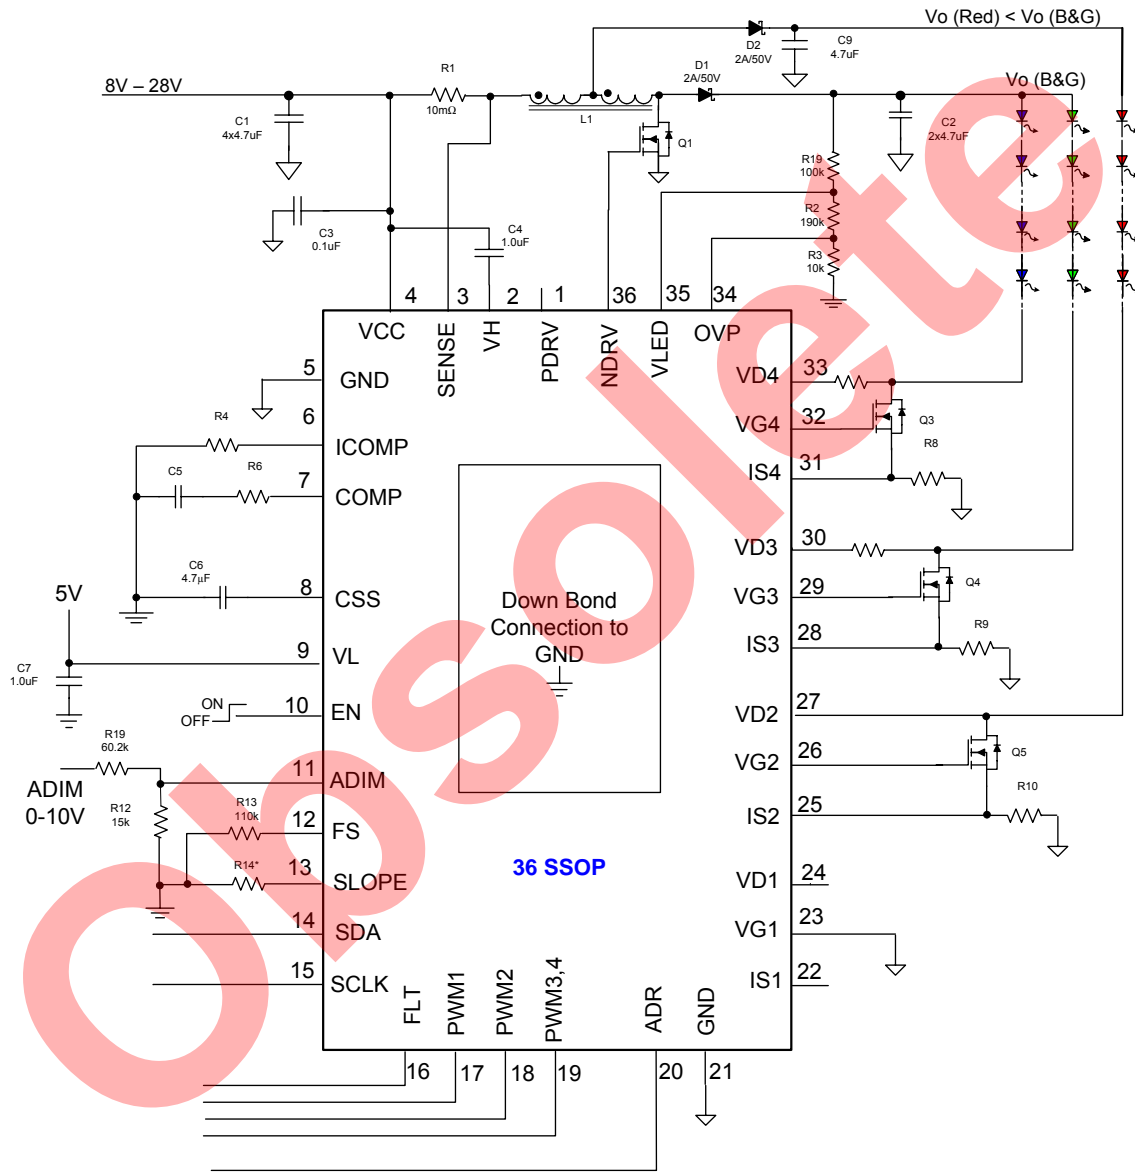 Vo (Red) < Vo (B&G)
D2
2A/50V
C9
4.7uF
8V – 28V
R1
10mΩ
L1
D1
2A/50V
Vo (B&G)
C1
4x4.7uF
Q1
C2
2x4.7uF
R19
100k
R2
190k
R3
10k
C3
0.1uF
C4
1.0uF
4
3
2
1
36
35
34
VCC
SENSE
VH
PDRV
NDRV
VLED
OVP
5
GND
6
R4
ICOMP
C5
R6
7
COMP
C6
4.7µF
8
CSS
5V
9
VL
C7
1.0uF
ON
OFF
10
EN
R19
60.2k
ADIM
0-10V
11
ADIM
R12
15k
R13
110k
12
FS
R14*
13
SLOPE
14
SDA
15
SCLK
Down Bond
Connection to
GND
36 SSOP
VD4
33
VG4
32
Q3
IS4
31
R8
VD3
30
VG3
29
Q4
IS3
28
R9
VD2
27
VG2
26
Q5
IS2
25
R10
VD1
24
VG1
23
IS1
22
FLT
PWM1
PWM2
PWM3,4
ADR
GND
16
17
18
19
20
21
Obsolete